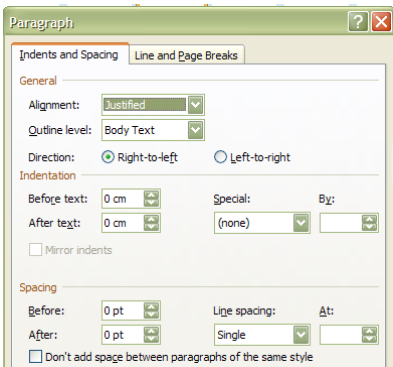 Paragraph
Indents and Spacing Line and Page Breaks
General
Alignment: Justified
Outline level: Body Text
Direction: Right-to-left Left-to-right
Indentation
Before text: 0 cm Special: By:
After text: 0 cm (none)
Mirror indents
Spacing
Before: 0 pt Line spacing: At:
After: 0 pt Single
Don't add space between paragraphs of the same style